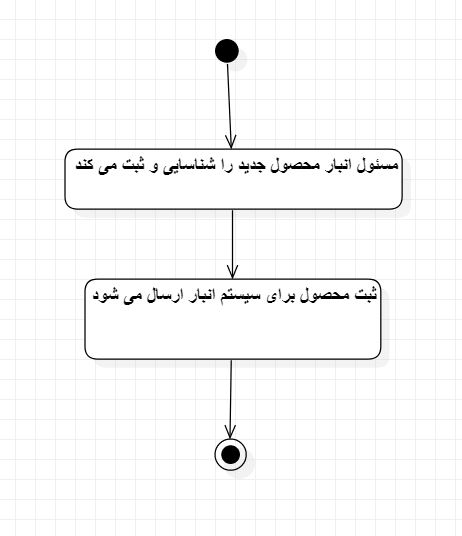 مسئول انبار محصول جدید را شناسایی و ثبت می کند
ثبت محصول برای سیستم انبار ارسال می شود